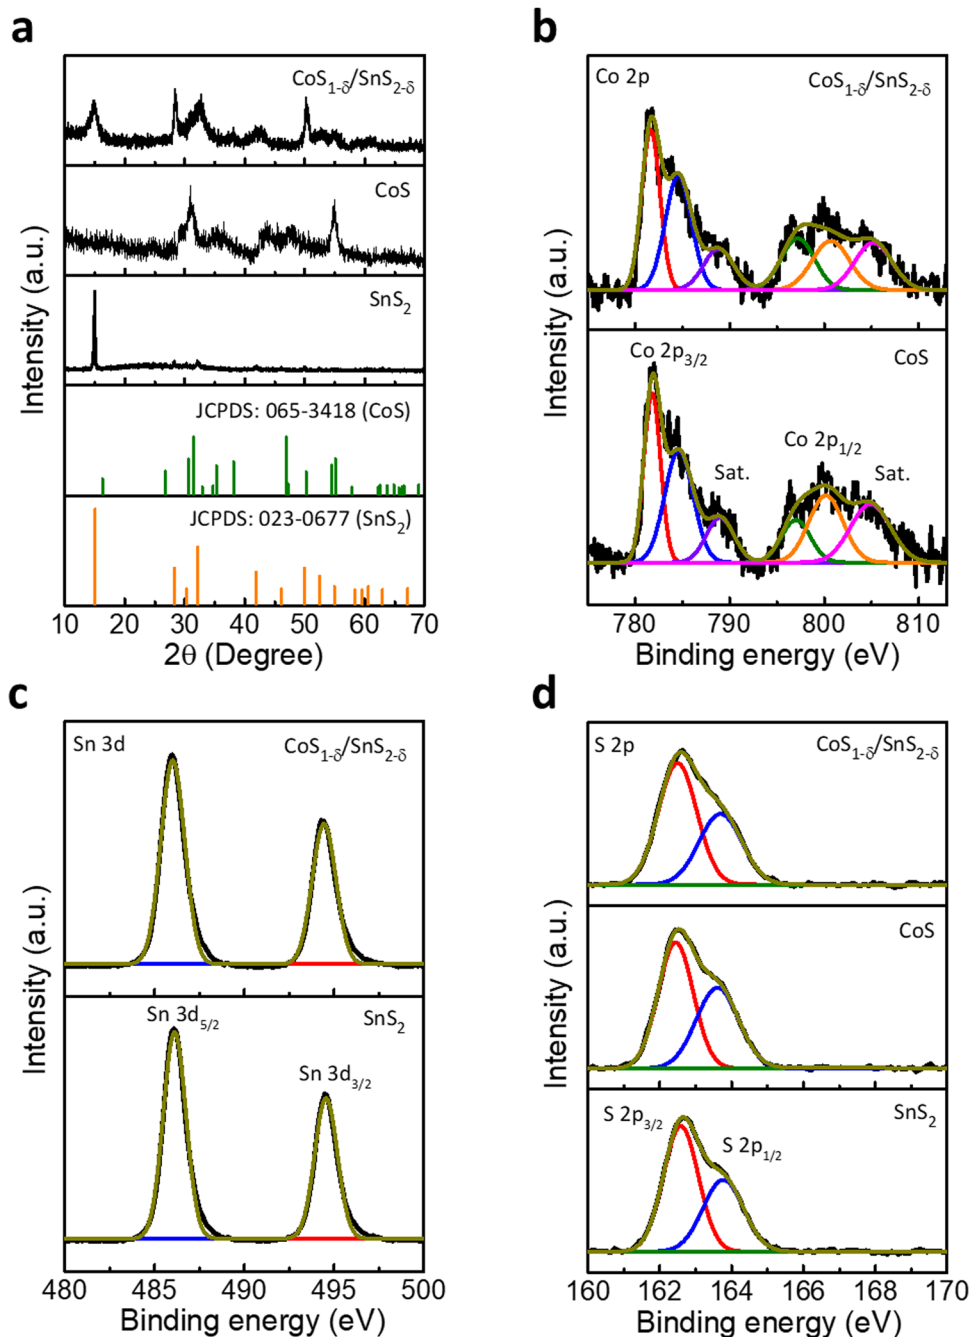 a
CoS₁₋δ/SnS₂₋δ
CoS
SnS₂
JCPDS: 065-3418 (CoS)
JCPDS: 023-0677 (SnS₂)
Intensity (a.u.)
10 20 30 40 50 60 70
2θ (Degree)
b
Co 2p CoS₁₋δ/SnS₂₋δ
Co 2p₃/₂ CoS
Co 2p₁/₂
Sat. Sat.
Intensity (a.u.)
780 790 800 810
Binding energy (eV)
c
Sn 3d CoS₁₋δ/SnS₂₋δ
Sn 3d₅/₂ SnS₂
Sn 3d₃/₂
Intensity (a.u.)
480 485 490 495 500
Binding energy (eV)
d
S 2p CoS₁₋δ/SnS₂₋δ
CoS
SnS₂
S 2p₃/₂
S 2p₁/₂
Intensity (a.u.)
160 162 164 166 168 170
Binding energy (eV)